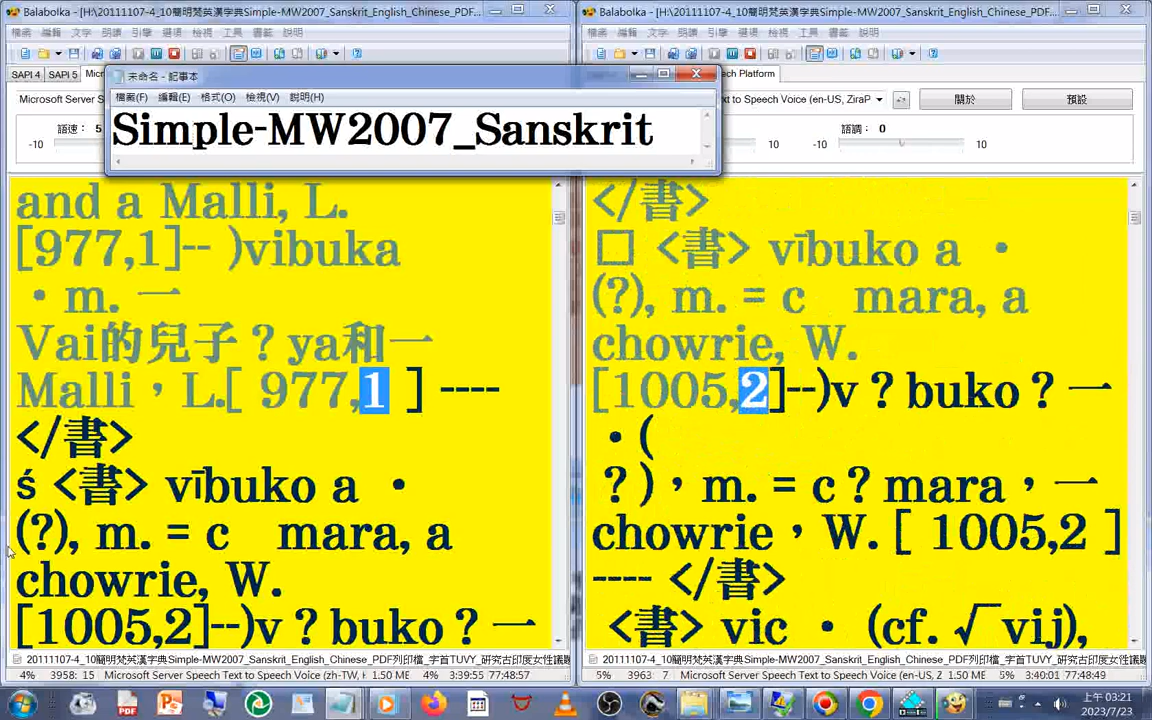 Balabolka - [H:\20111107-4_10簡明梵英漢字典Simple-MW2007_Sanskrit_English_Chinese_PDF...
檔案 編輯 文字 朗讀 引擎 選項 檢視 工具 書籤 說明
SAPI 4 SAPI 5
Microsoft Server S
語速： 5
-10
and a Malli, L.
[977,1]-- )vibuka
・m. 一
Vai的兒子？ya和一
Malli，L.[ 977,1 ] ----
</書>
ś <書> vībuko a ・
(?), m. = c mara, a
chowrie, W.
[1005,2]--)v？buko？一
20111107-4_10簡明梵英漢字典Simple-MW2007_Sanskrit_English_Chinese_PDF列印檔_字首TUVY_研究古印度女性議題
4% 3958: 15 Microsoft Server Speech Text to Speech Voice (zh-TW, H 1.50 ME 4% 3:39:55 77:48:57
未命名 - 記事本
檔案(F) 編輯(E) 格式(O) 檢視(V) 說明(H)
Simple-MW2007_Sanskrit
Balabolka - [H:\20111107-4_10簡明梵英漢字典Simple-MW2007_Sanskrit_English_Chinese_PDF...
檔案 編輯 文字 朗讀 引擎 選項 檢視 工具 書籤 說明
ech Platform
t to Speech Voice (en-US, ZiraP 關於 預設
語調： 0
10 -10 10
</書>
□ <書> vībuko a ・
(?), m. = c mara, a
chowrie, W.
[1005,2]--)v？buko？一
・(
？)，m. = c？mara，一
chowrie，W. [ 1005,2 ]
---- </書>
<書> vic ・ (cf. √vij),
20111107-4_10簡明梵英漢字典Simple-MW2007_Sanskrit_English_Chinese_PDF列印檔_字首TUVY_研究古印度女性議題
5% 3963: 7 Microsoft Server Speech Text to Speech Voice (en-US, Z 1.50 ME 5% 3:40:01 77:48:49
上午 03:21
2023/7/23